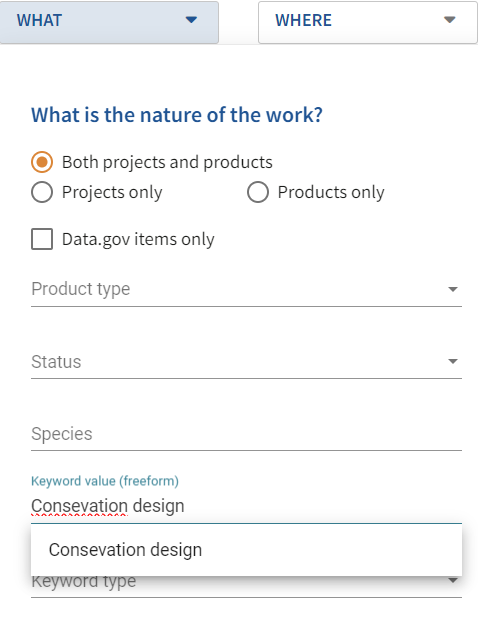 WHAT WHERE
What is the nature of the work?
Both projects and products
Projects only Products only
Data.gov items only
Product type
Status
Species
Keyword value (freeform)
Consevation design
Consevation design
Keyword type